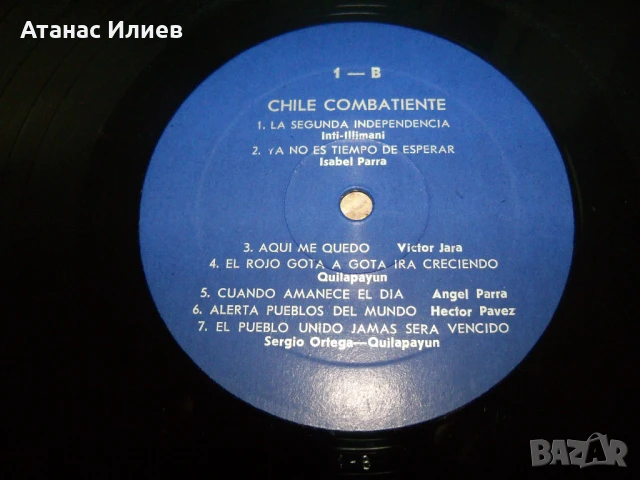 Атанас Илиев
1 — B
CHILE COMBATIENTE
1. LA SEGUNDA INDEPENDENCIA
Inti-Illimani
2. YA NO ES TIEMPO DE ESPERAR
Isabel Parra
3. AQUI ME QUEDO Victor Jara
4. EL ROJO GOTA A GOTA IRA CRECIENDO
Quilapayun
5. CUANDO AMANECE EL DIA Angel Parra
6. ALERTA PUEBLOS DEL MUNDO Hector Pavez
7. EL PUEBLO UNIDO JAMAS SERA VENCIDO
Sergio Ortega—Quilapayun
1-B
BAZAR